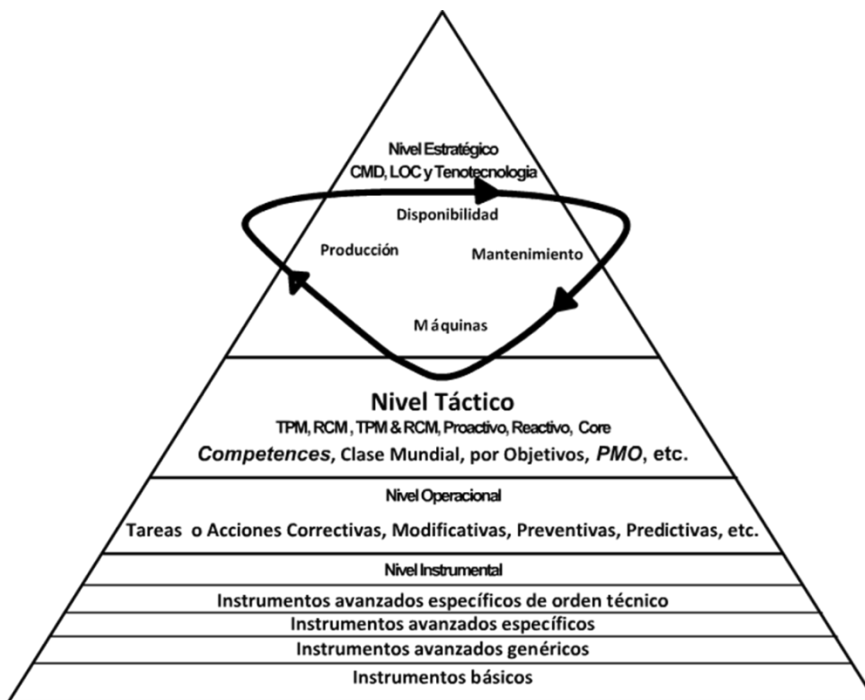 Nivel Estratégico
CMD, LOC y Tenotecnologia
Disponibilidad
Producción
Mantenimiento
Máquinas
Nivel Táctico
TPM, RCM , TPM & RCM, Proactivo, Reactivo, Core
Competences, Clase Mundial, por Objetivos, PMO, etc.
Nivel Operacional
Tareas o Acciones Correctivas, Modificativas, Preventivas, Predictivas, etc.
Nivel Instrumental
Instrumentos avanzados específicos de orden técnico
Instrumentos avanzados específicos
Instrumentos avanzados genéricos
Instrumentos básicos